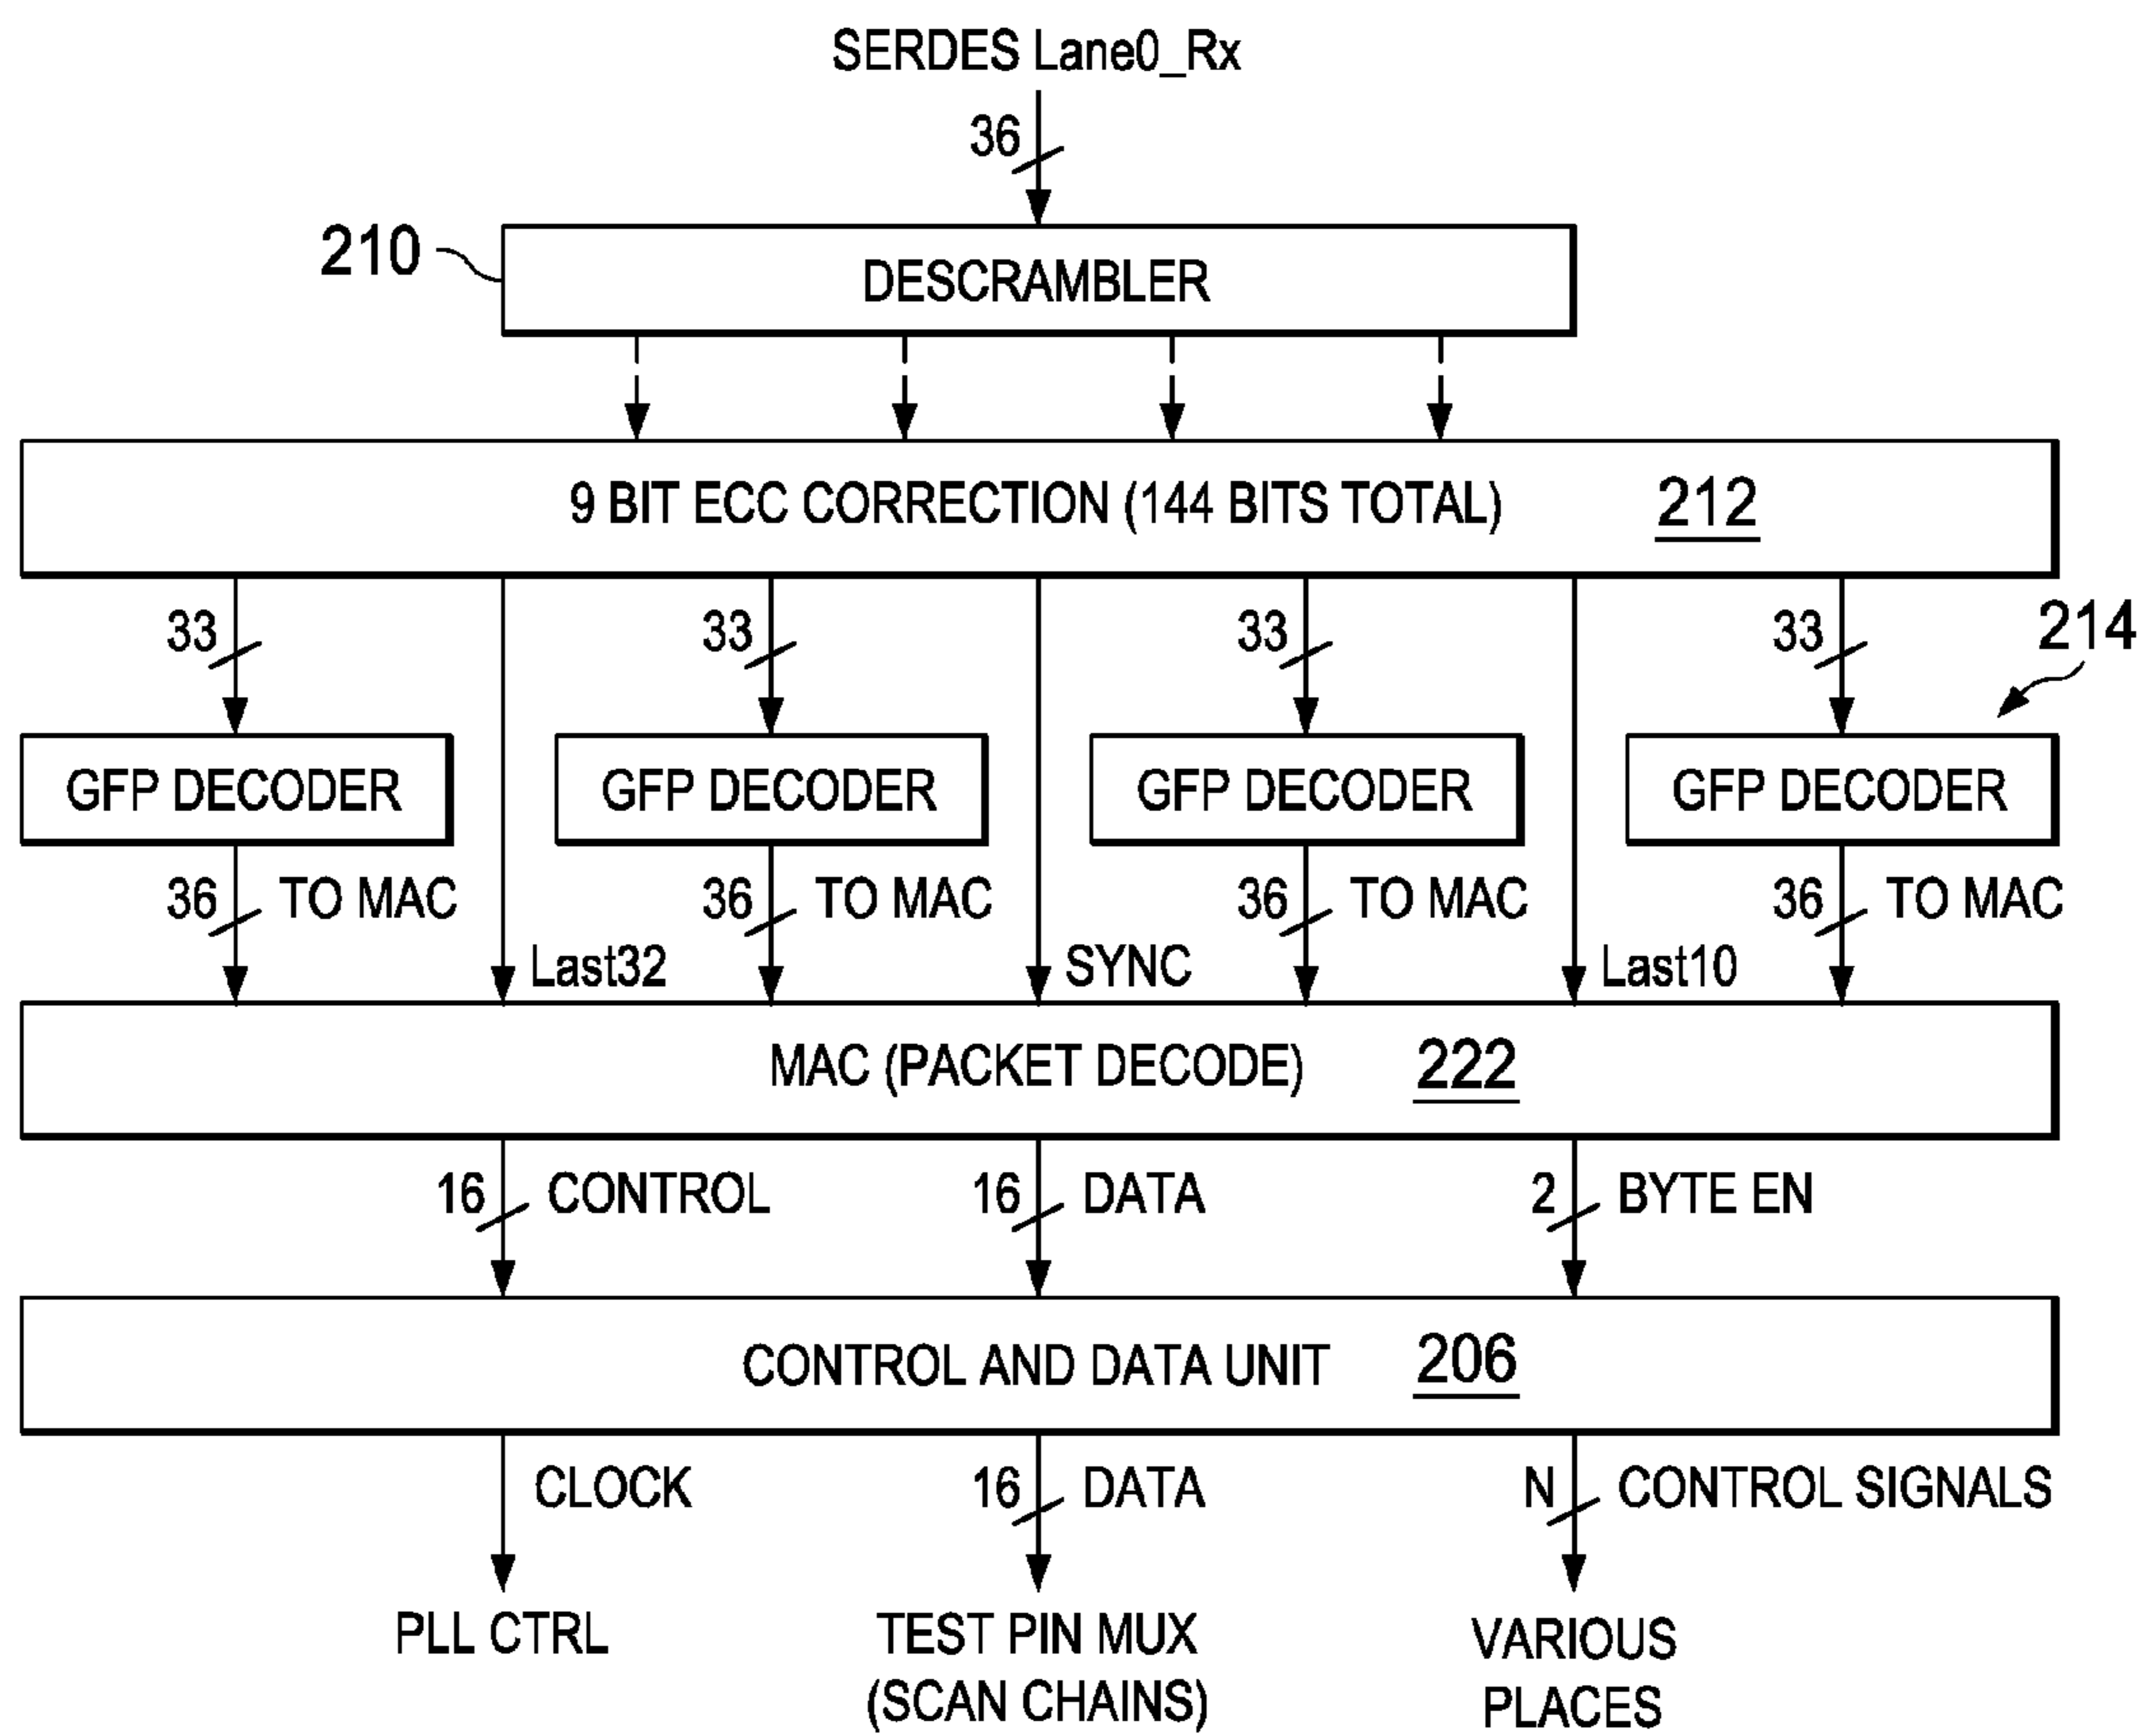 SERDES Lane0_Rx
36
210
DESCRAMBLER
9 BIT ECC CORRECTION (144 BITS TOTAL) 212
33 33 33 33 214
GFP DECODER GFP DECODER GFP DECODER GFP DECODER
36 TO MAC 36 TO MAC 36 TO MAC 36 TO MAC
Last32 SYNC Last10
MAC (PACKET DECODE) 222
16 CONTROL 16 DATA 2 BYTE EN
CONTROL AND DATA UNIT 206
CLOCK 16 DATA N CONTROL SIGNALS
PLL CTRL TEST PIN MUX VARIOUS
(SCAN CHAINS) PLACES